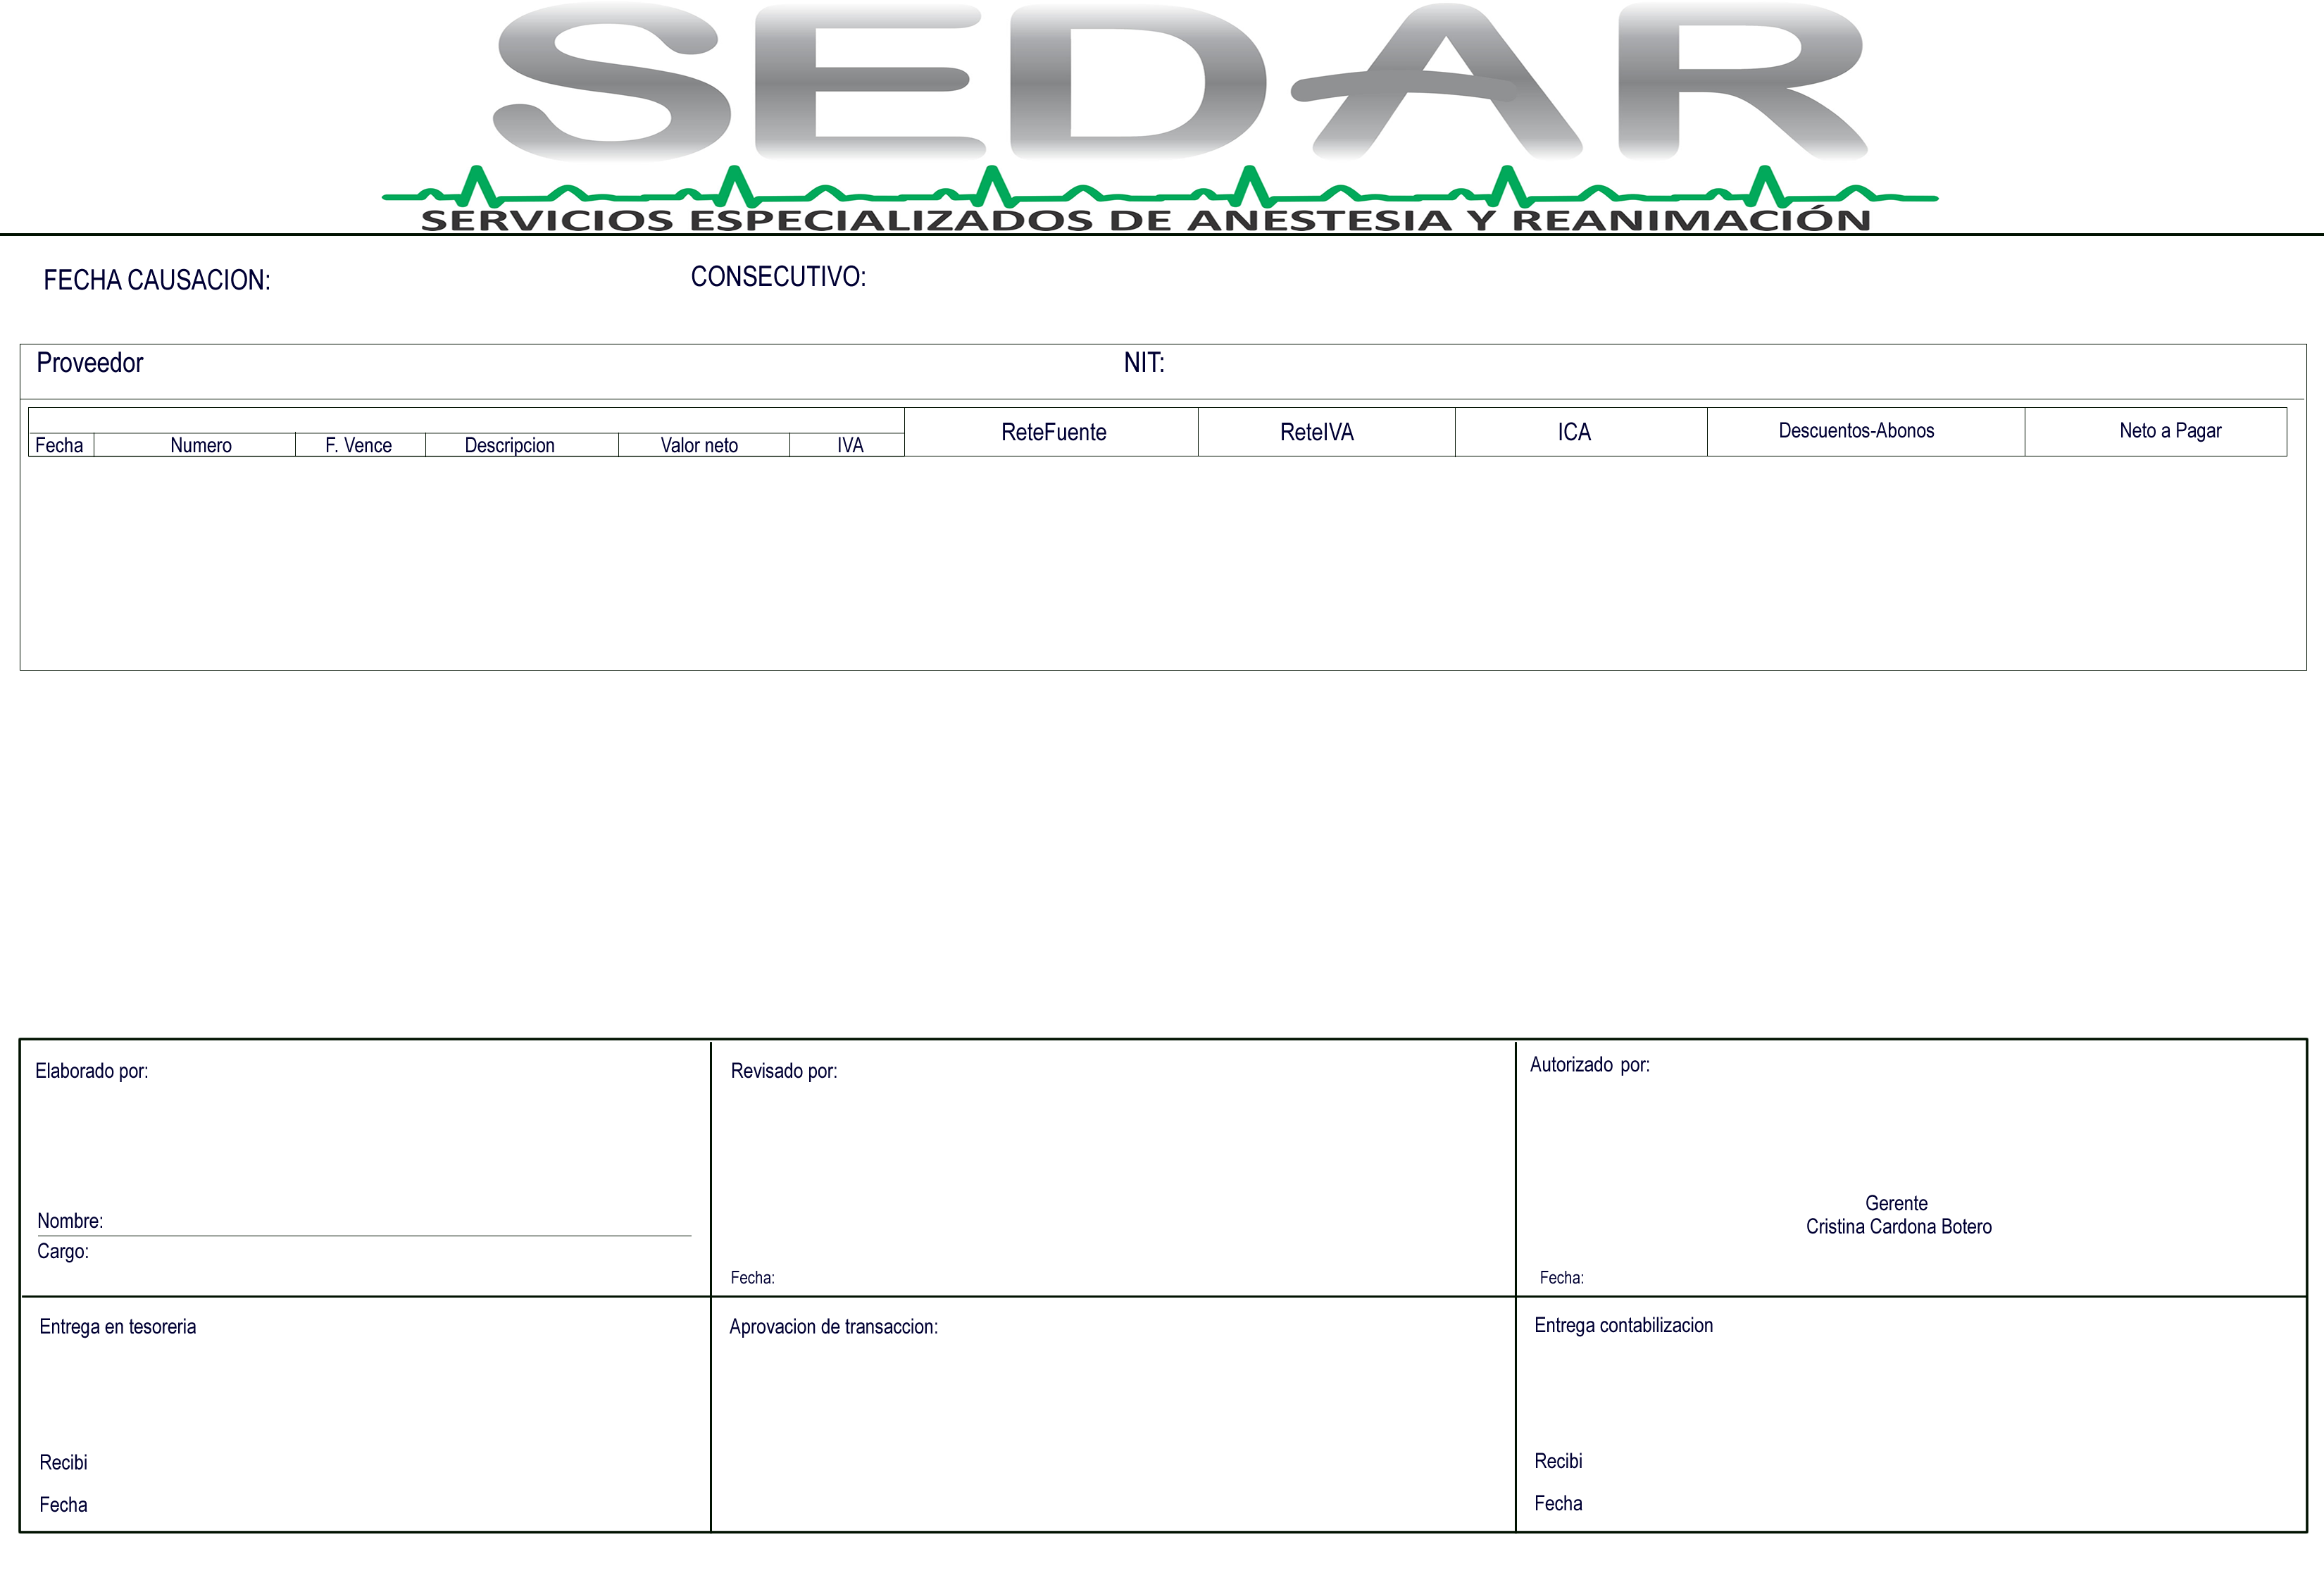 SEDAR
SERVICIOS ESPECIALIZADOS DE ANESTESIA Y REANIMACIÓN
FECHA CAUSACION: CONSECUTIVO:
Proveedor NIT:
Fecha Numero F. Vence Descripcion Valor neto IVA ReteFuente ReteIVA ICA Descuentos-Abonos Neto a Pagar
Elaborado por: Revisado por: Autorizado por:
Gerente
Nombre: Cristina Cardona Botero
Cargo:
Fecha: Fecha:
Entrega en tesoreria Aprovacion de transaccion: Entrega contabilizacion
Recibi Recibi
Fecha Fecha